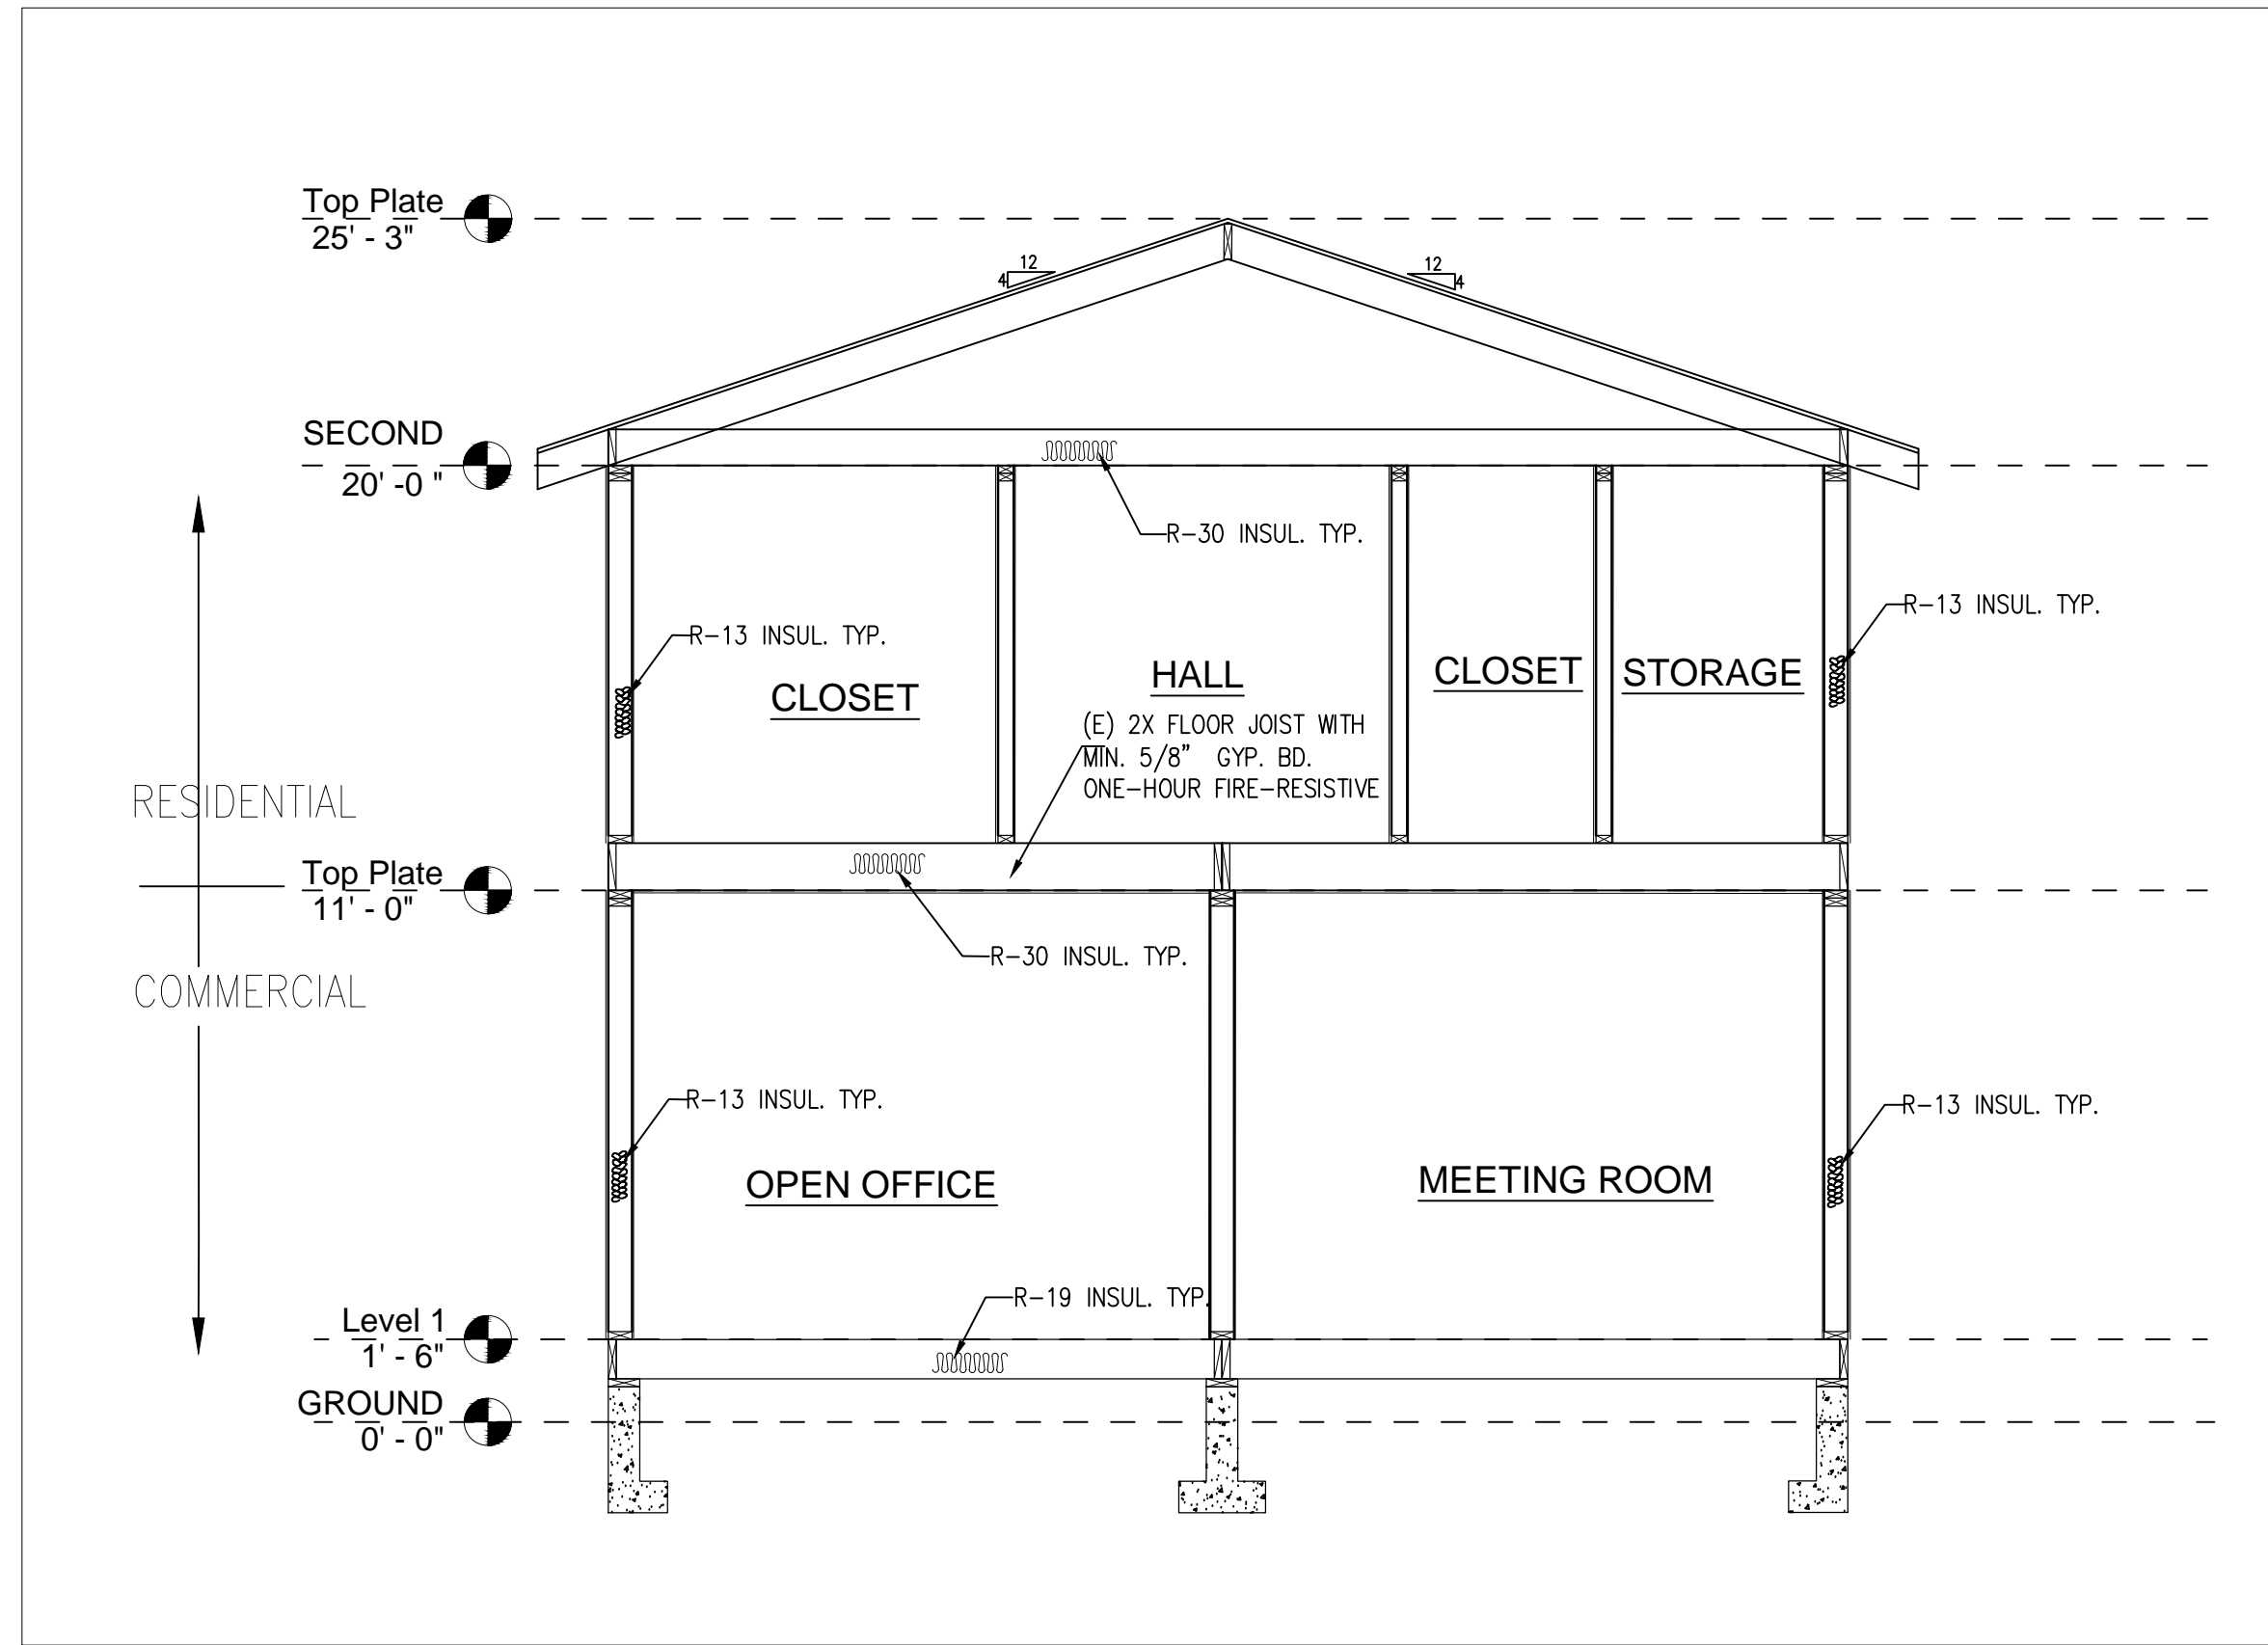 Top Plate
25' - 3"
12
4
12
4
SECOND
20' -0 "
R-30 INSUL. TYP.
R-13 INSUL. TYP.
R-13 INSUL. TYP.
CLOSET
HALL
CLOSET
STORAGE
(E) 2X FLOOR JOIST WITH
MIN. 5/8" GYP. BD.
ONE-HOUR FIRE-RESISTIVE
RESIDENTIAL
Top Plate
11' - 0"
R-30 INSUL. TYP.
COMMERCIAL
R-13 INSUL. TYP.
R-13 INSUL. TYP.
OPEN OFFICE
MEETING ROOM
R-19 INSUL. TYP.
Level 1
1' - 6"
GROUND
0' - 0"